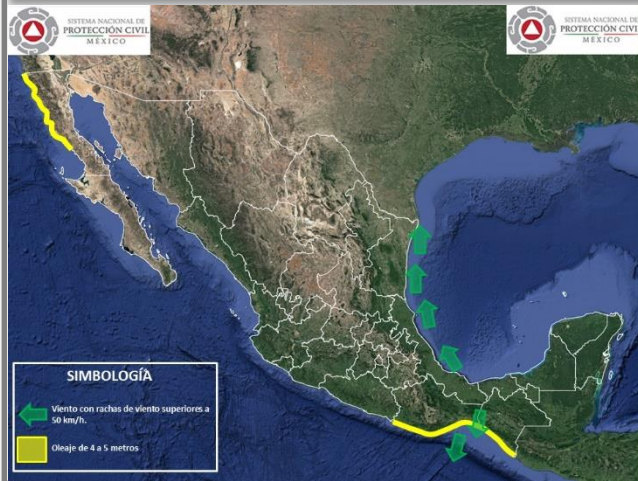 SISTEMA NACIONAL DE
PROTECCIÓN CIVIL
MÉXICO
SISTEMA NACIONAL DE
PROTECCIÓN CIVIL
MÉXICO
SIMBOLOGÍA
Viento con rachas de viento superiores a
50 km/h.
Oleaje de 4 a 5 metros